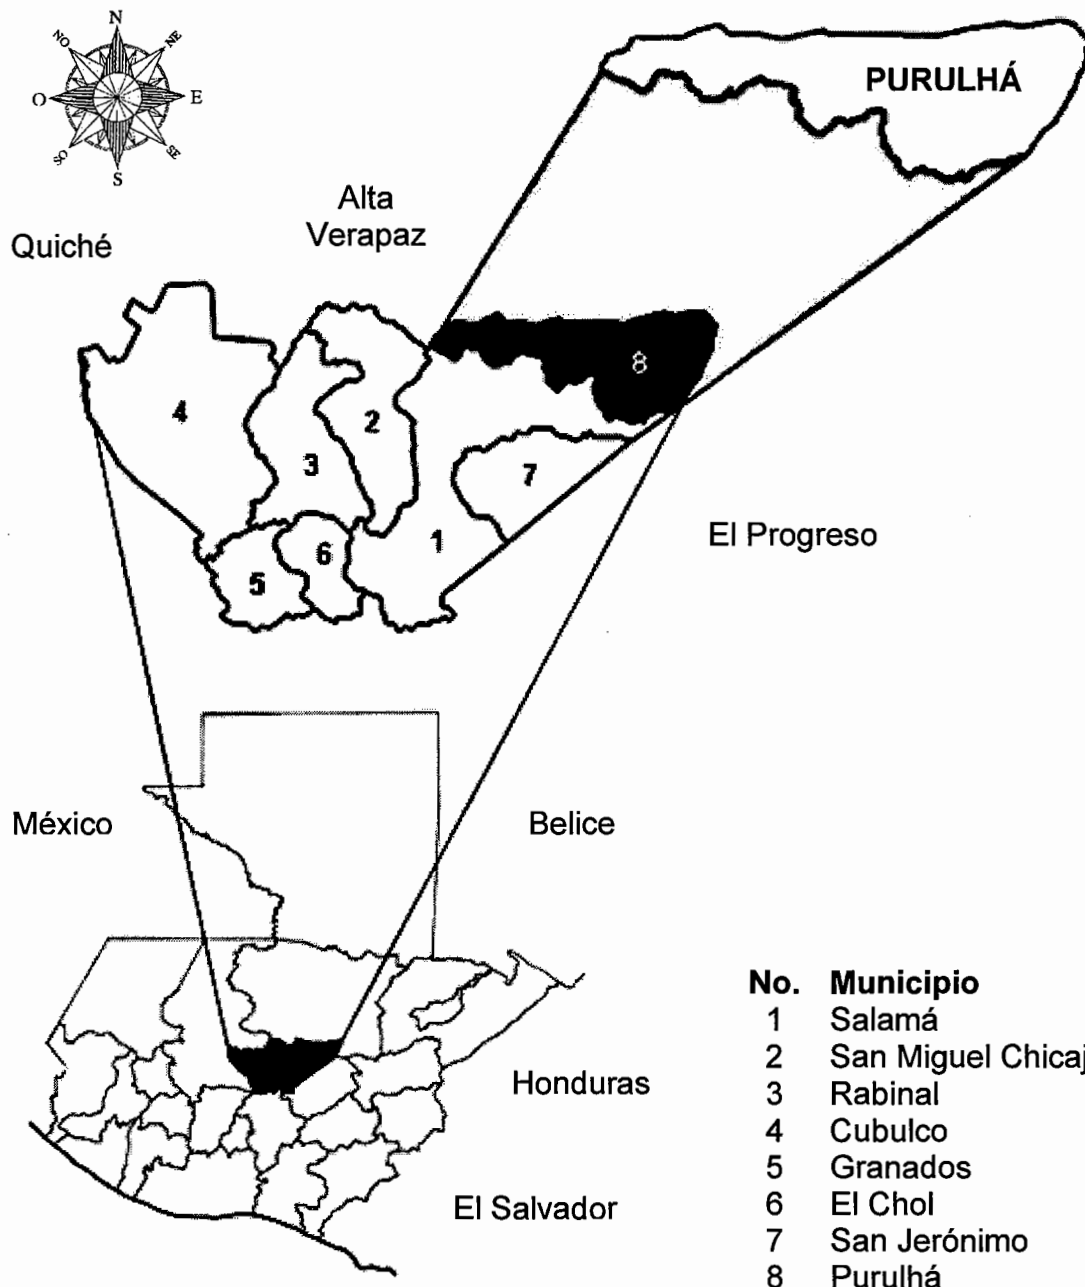 N
NO NE
O E
SO SE
S
PURULHÁ
Alta
Verapaz
Quiché
8
4
2
3
7
1
6
5
El Progreso
México
Belice
Honduras
El Salvador
No. Municipio
1 Salamá
2 San Miguel Chicaj
3 Rabinal
4 Cubulco
5 Granados
6 El Chol
7 San Jerónimo
8 Purulhá